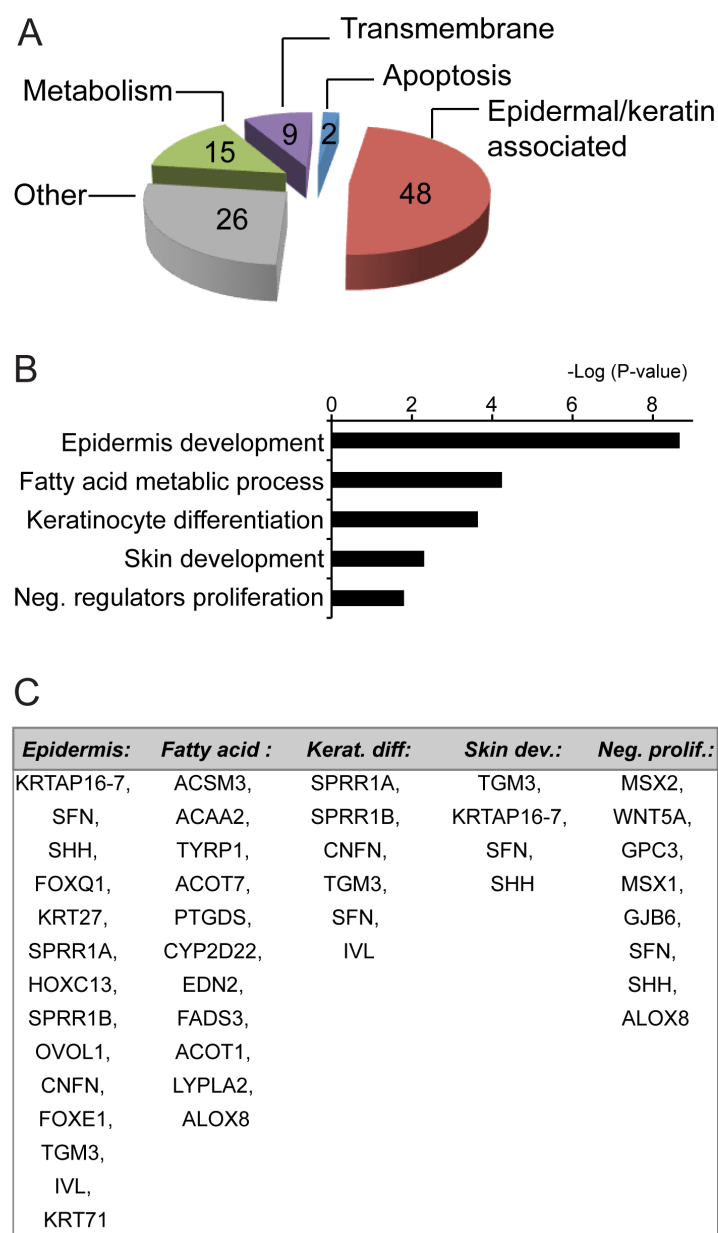 A
Transmembrane
Apoptosis
Metabolism
Epidermal/keratin
associated
9
2
15
Other
48
26
B
-Log (P-value)
0 2 4 6 8
Epidermis development
Fatty acid metablic process
Keratinocyte differentiation
Skin development
Neg. regulators proliferation
C
Epidermis: Fatty acid : Kerat. diff: Skin dev.: Neg. prolif.:
KRTAP16-7, ACSM3, SPRR1A, TGM3, MSX2,
SFN, ACAA2, SPRR1B, KRTAP16-7, WNT5A,
SHH, TYRP1, CNFN, SFN, GPC3,
FOXQ1, ACOT7, TGM3, SHH MSX1,
KRT27, PTGDS, SFN, GJB6,
SPRR1A, CYP2D22, IVL SFN,
HOXC13, EDN2, SHH,
SPRR1B, FADS3, ALOX8
OVOL1, ACOT1,
CNFN, LYPLA2,
FOXE1, ALOX8
TGM3,
IVL,
KRT71